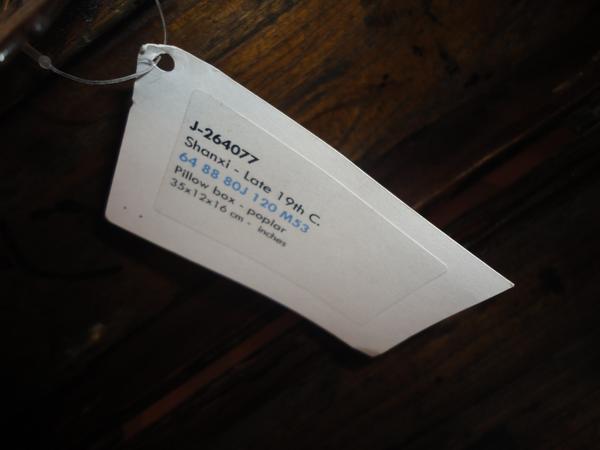 J-264077
Shanxi - Late 19th C.
64 88 80J 120 M53
Pillow box - poplar
35x12x16 cm - inches